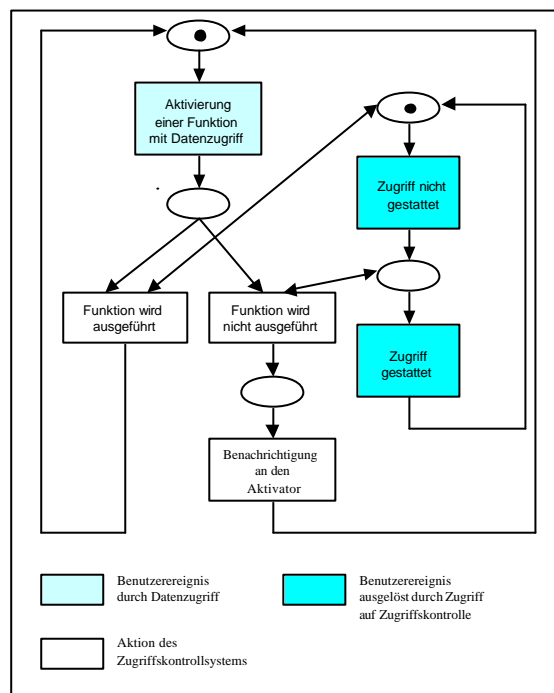 Aktivierung
einer Funktion
mit Datenzugriff
Zugriff nicht
gestattet
Funktion wird
ausgeführt
Funktion wird
nicht ausgeführt
Zugriff
gestattet
Benachrichtigung
an den
Aktivator
Benutzerereignis
durch Datenzugriff
Benutzerereignis
ausgelöst durch Zugriff
auf Zugriffskontrolle
Aktion des
Zugriffskontrollsystems